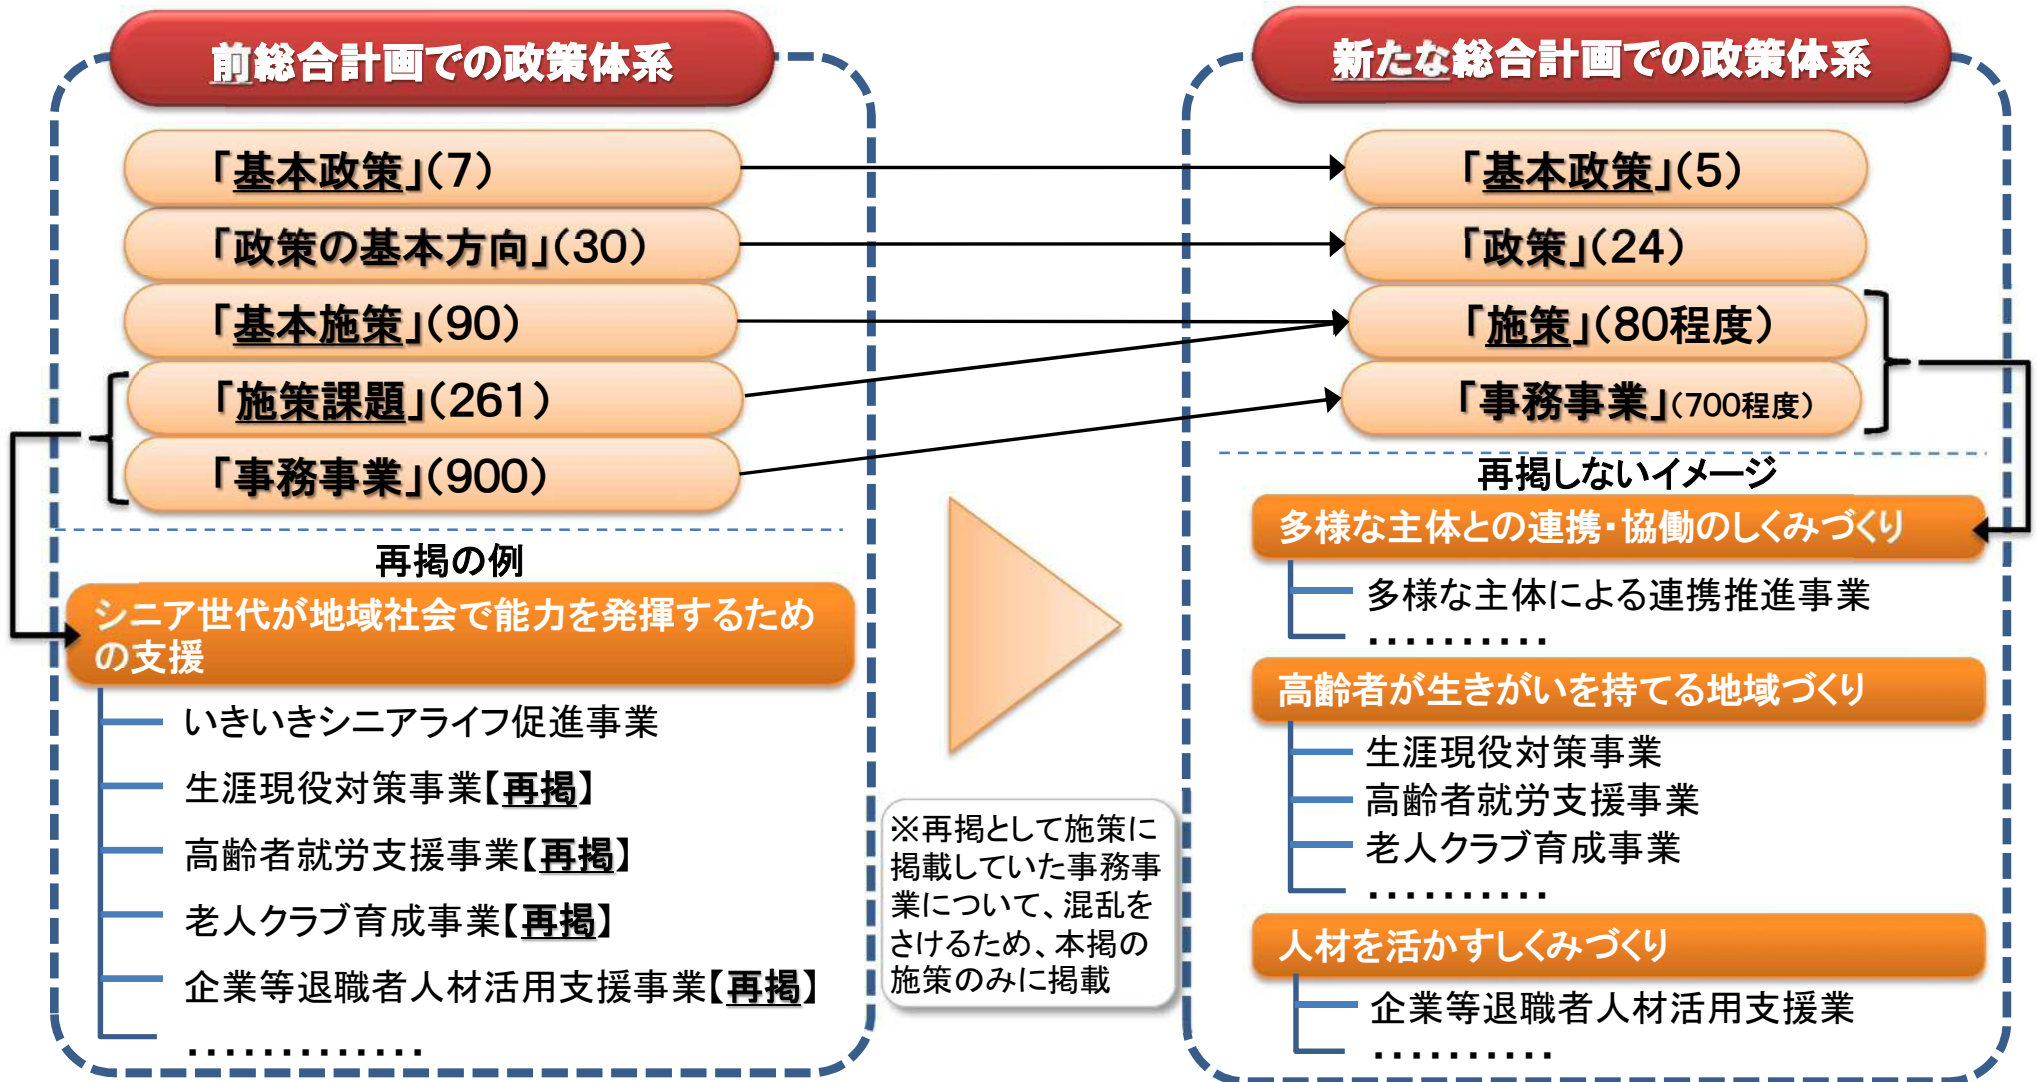 前総合計画での政策体系
「基本政策」(7)
「政策の基本方向」(30)
「基本施策」(90)
「施策課題」(261)
「事務事業」(900)
再掲の例
シニア世代が地域社会で能力を発揮するため
の支援
いきいきシニアライフ促進事業
生涯現役対策事業【再掲】
高齢者就労支援事業【再掲】
老人クラブ育成事業【再掲】
企業等退職者人材活用支援事業【再掲】
・・・・・・・・・・・・・
※再掲として施策に
掲載していた事務事
業について、混乱を
さけるため、本掲の
施策のみに掲載
新たな総合計画での政策体系
「基本政策」(5)
「政策」(24)
「施策」(80程度)
「事務事業」(700程度)
再掲しないイメージ
多様な主体との連携・協働のしくみづくり
多様な主体による連携推進事業
・・・・・・・・・・
高齢者が生きがいを持てる地域づくり
生涯現役対策事業
高齢者就労支援事業
老人クラブ育成事業
・・・・・・・・・・
人材を活かすしくみづくり
企業等退職者人材活用支援業
・・・・・・・・・・